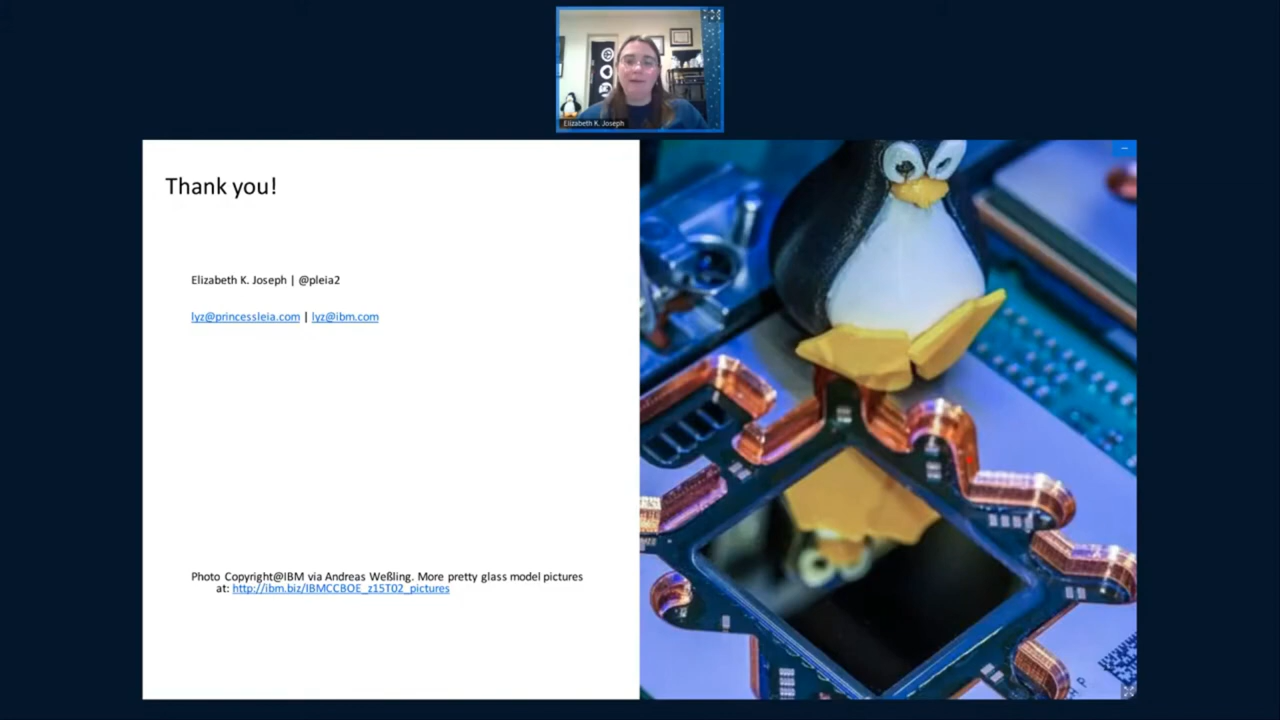 Elizabeth K. Joseph
Thank you!
Elizabeth K. Joseph | @pleia2
lyz@princessleia.com | lyz@ibm.com
Photo Copyright@IBM via Andreas Weßling. More pretty glass model pictures
at: http://ibm.biz/IBMCCBOE_z15T02_pictures